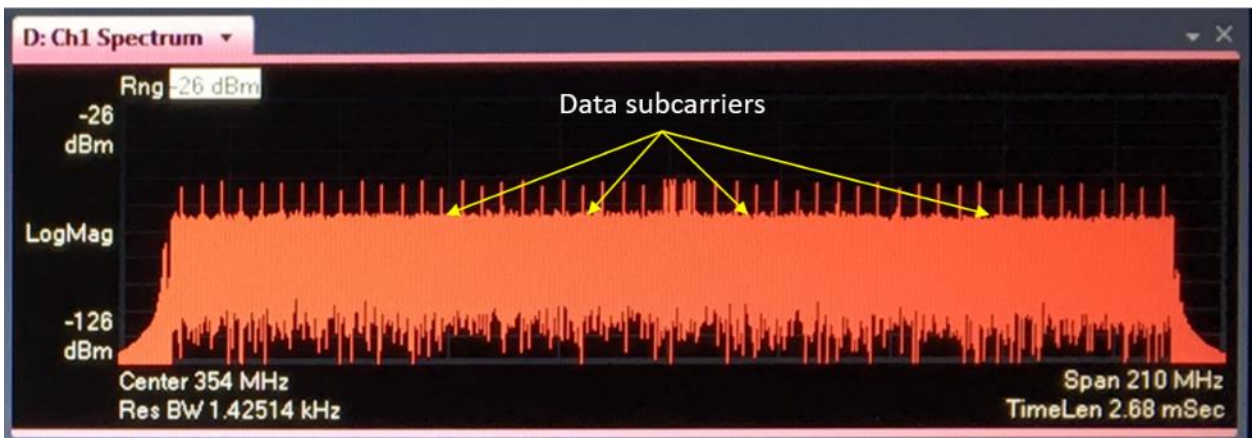 D: Ch1 Spectrum
Rng -26 dBm
Data subcarriers
-26
dBm
LogMag
-126
dBm
Center 354 MHz
Span 210 MHz
Res BW 1.42514 kHz
TimeLen 2.68 mSec